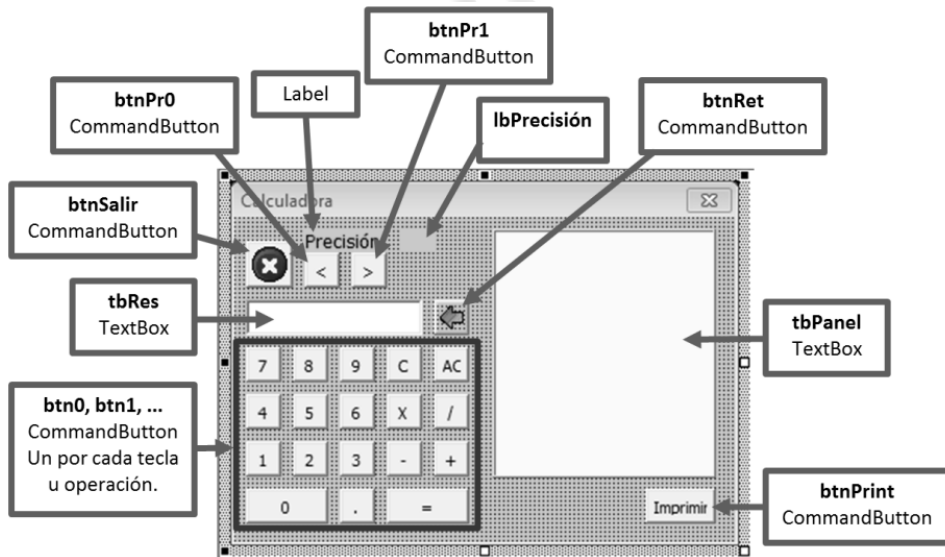 btnPr1
CommandButton
btnPr0
CommandButton
Label
lbPrecisión
btnRet
CommandButton
btnSalir
CommandButton
Calculadora
Precisión
<
>
tbRes
TextBox
tbPanel
TextBox
7 8 9 C AC
4 5 6 X /
1 2 3 - +
0 . =
btn0, btn1, ...
CommandButton
Un por cada tecla
u operación.
Imprimir
btnPrint
CommandButton